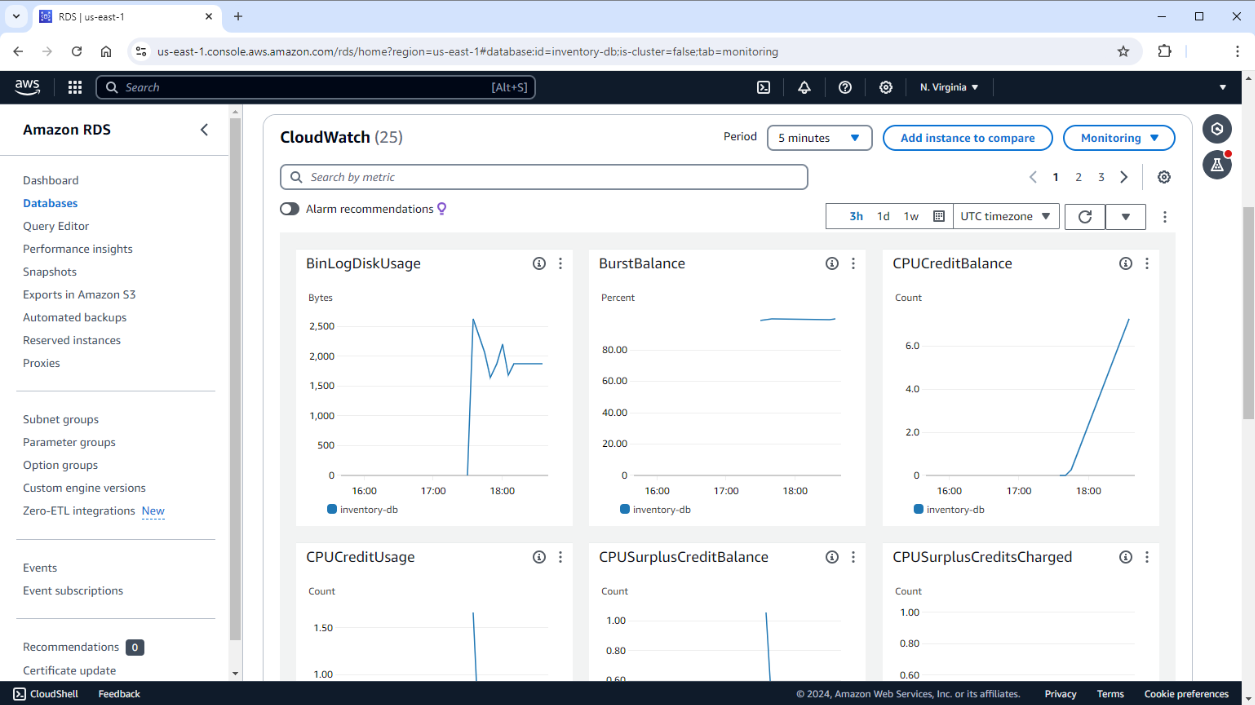 RDS | us-east-1
us-east-1.console.aws.amazon.com/rds/home?region=us-east-1#database:id=inventory-db;is-cluster=false;tab=monitoring
aws
Search
[Alt+S]
N. Virginia
Amazon RDS
Dashboard
Databases
Query Editor
Performance insights
Snapshots
Exports in Amazon S3
Automated backups
Reserved instances
Proxies
Subnet groups
Parameter groups
Option groups
Custom engine versions
Zero-ETL integrations New
Events
Event subscriptions
Recommendations 0
Certificate update
CloudWatch (25)
Period
5 minutes
Add instance to compare
Monitoring
Search by metric
1 2 3
Alarm recommendations
3h 1d 1w
UTC timezone
BinLogDiskUsage
Bytes
2,500
2,000
1,500
1,000
500
0
16:00 17:00 18:00
inventory-db
BurstBalance
Percent
80.00
60.00
40.00
20.00
0
16:00 17:00 18:00
inventory-db
CPUCreditBalance
Count
6.0
4.0
2.0
0
16:00 17:00 18:00
inventory-db
CPUCreditUsage
Count
1.50
1.00
CPUSurplusCreditBalance
Count
1.00
0.80
0.60
CPUSurplusCreditsCharged
Count
1.00
0.80
0.60
CloudShell
Feedback
© 2024, Amazon Web Services, Inc. or its affiliates.
Privacy
Terms
Cookie preferences